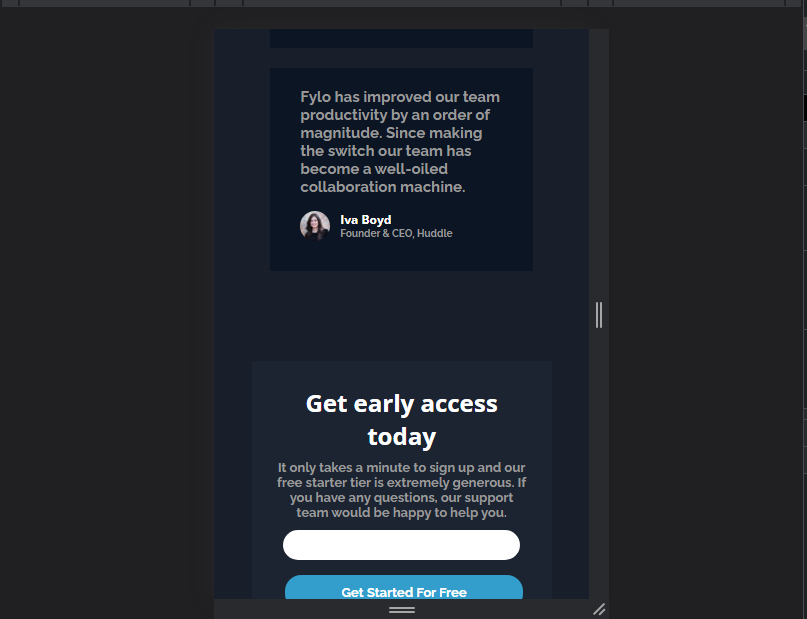 Fylo has improved our team
productivity by an order of
magnitude. Since making
the switch our team has
become a well-oiled
collaboration machine.
Iva Boyd
Founder & CEO, Huddle
Get early access
today
It only takes a minute to sign up and our
free starter tier is extremely generous. If
you have any questions, our support
team would be happy to help you.
Get Started For Free